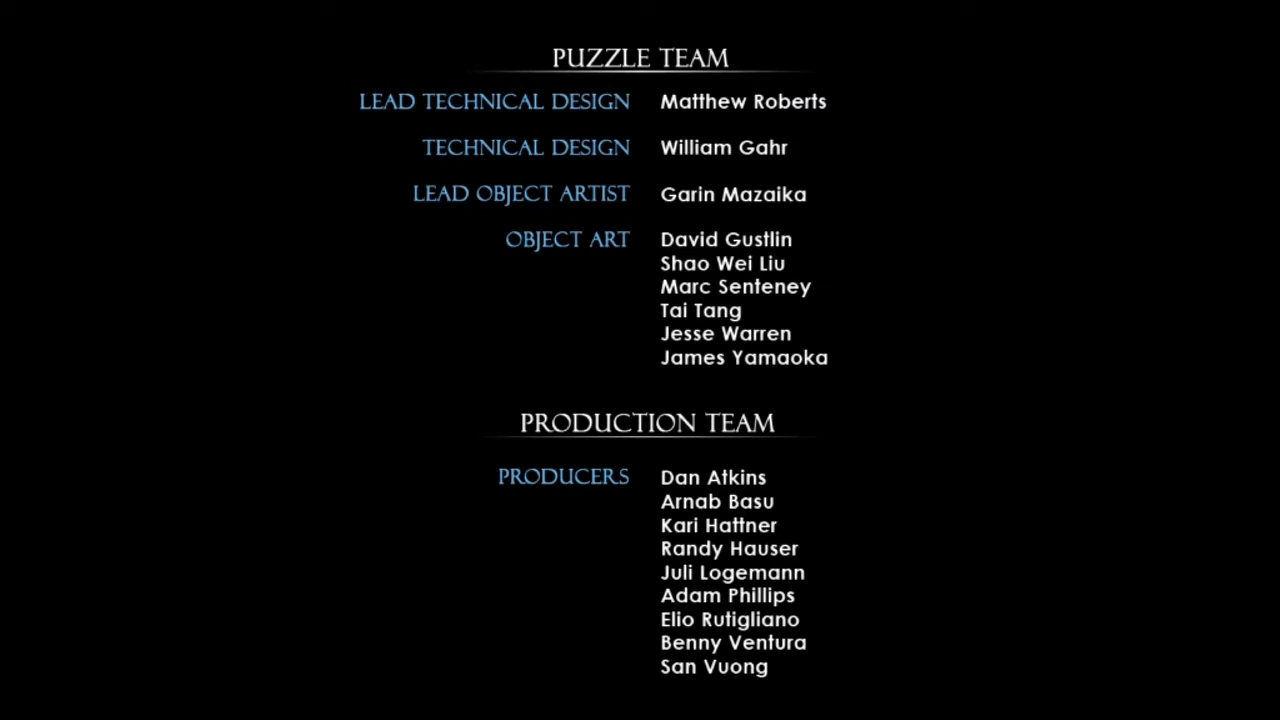 PUZZLE TEAM
LEAD TECHNICAL DESIGN Matthew Roberts
TECHNICAL DESIGN William Gahr
LEAD OBJECT ARTIST Garin Mazaika
OBJECT ART David Gustlin
Shao Wei Liu
Marc Senteney
Tai Tang
Jesse Warren
James Yamaoka
PRODUCTION TEAM
PRODUCERS Dan Atkins
Arnab Basu
Kari Hattner
Randy Hauser
Juli Logemann
Adam Phillips
Elio Rutigliano
Benny Ventura
San Vuong